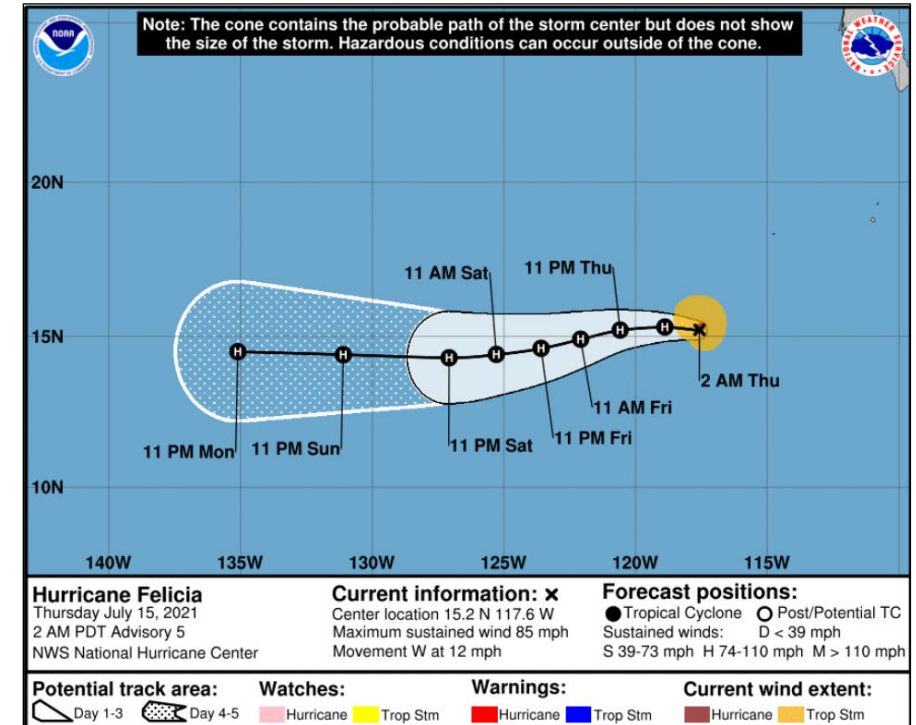 Note: The cone contains the probable path of the storm center but does not show
the size of the storm. Hazardous conditions can occur outside of the cone.
NOAA
NATIONAL WEATHER SERVICE
20N
11 AM Sat
11 PM Thu
15N
2 AM Thu
11 AM Fri
11 PM Mon
11 PM Sun
11 PM Sat
11 PM Fri
H H H H H H H H H
10N
140W 135W 130W 125W 120W 115W
Hurricane Felicia
Thursday July 15, 2021
2 AM PDT Advisory 5
NWS National Hurricane Center
Current information: x
Center location 15.2 N 117.6 W
Maximum sustained wind 85 mph
Movement W at 12 mph
Forecast positions:
Tropical Cyclone Post/Potential TC
Sustained winds: D < 39 mph
S 39-73 mph H 74-110 mph M > 110 mph
Potential track area:
Day 1-3 Day 4-5
Watches:
Hurricane Trop Stm
Warnings:
Hurricane Trop Stm
Current wind extent:
Hurricane Trop Stm